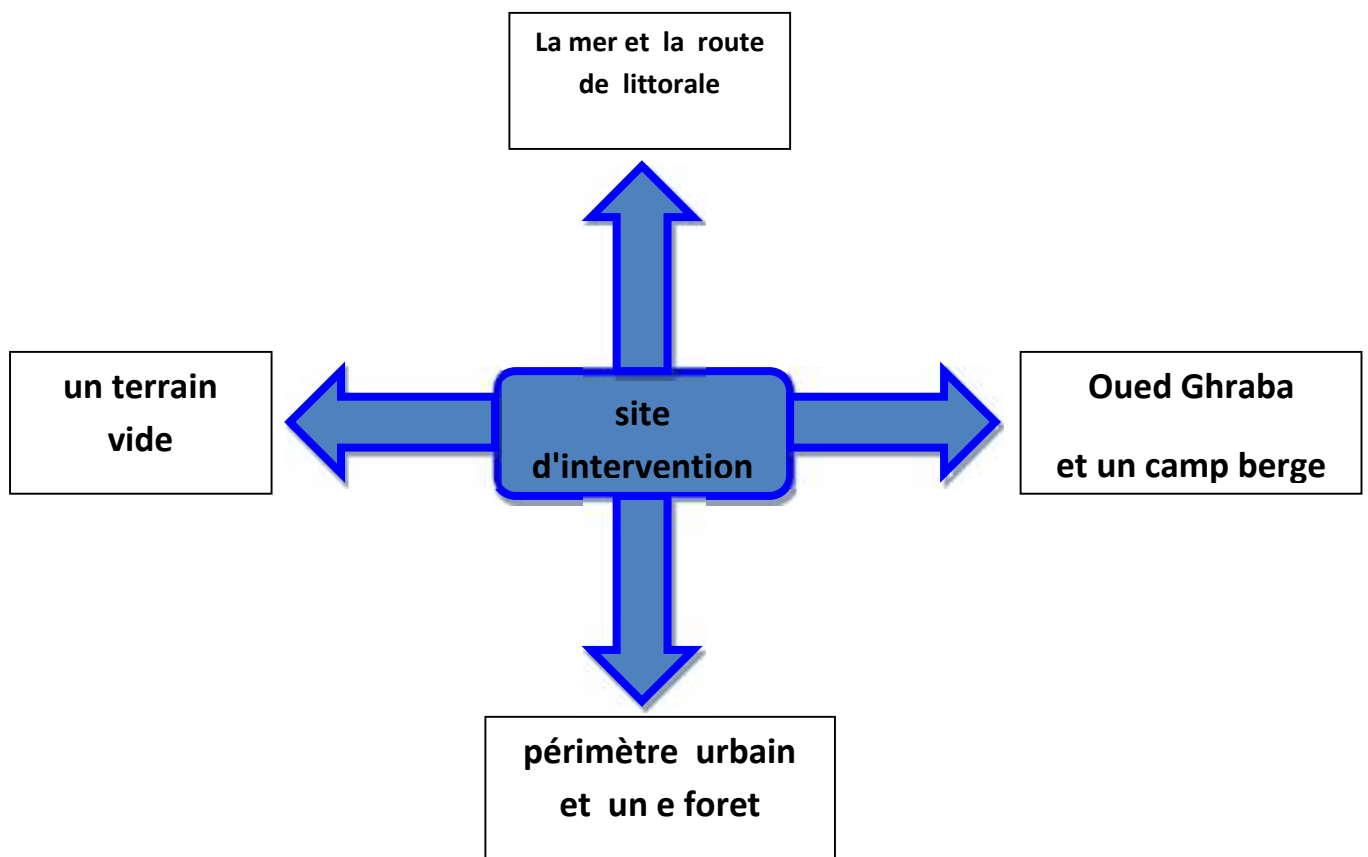 La mer et la route
de littorale
un terrain
vide
site
d'intervention
Oued Ghraba
et un camp berge
périmètre urbain
et un e foret